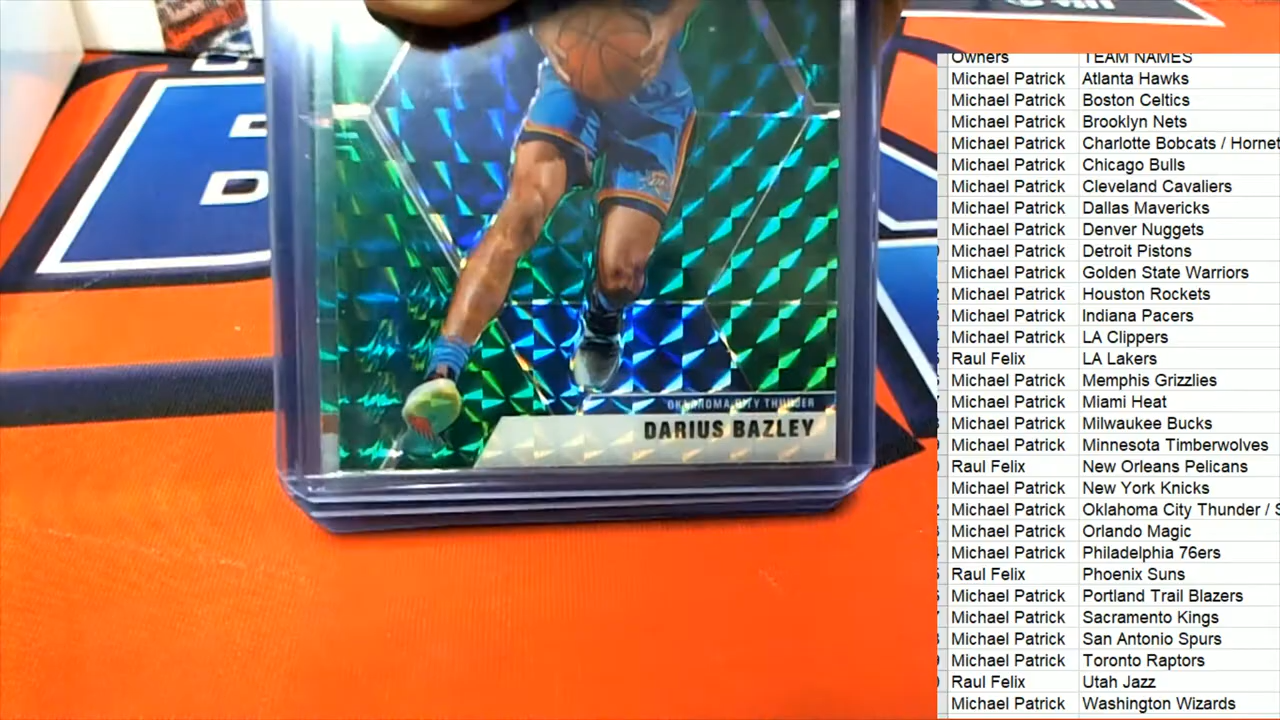 OKLAHOMA CITY THUNDER
DARIUS BAZLEY
Owners TEAM NAMES
Michael Patrick Atlanta Hawks
Michael Patrick Boston Celtics
Michael Patrick Brooklyn Nets
Michael Patrick Charlotte Bobcats / Hornet
Michael Patrick Chicago Bulls
Michael Patrick Cleveland Cavaliers
Michael Patrick Dallas Mavericks
Michael Patrick Denver Nuggets
Michael Patrick Detroit Pistons
Michael Patrick Golden State Warriors
Michael Patrick Houston Rockets
Michael Patrick Indiana Pacers
Michael Patrick LA Clippers
Raul Felix LA Lakers
Michael Patrick Memphis Grizzlies
Michael Patrick Miami Heat
Michael Patrick Milwaukee Bucks
Michael Patrick Minnesota Timberwolves
Raul Felix New Orleans Pelicans
Michael Patrick New York Knicks
Michael Patrick Oklahoma City Thunder / S
Michael Patrick Orlando Magic
Michael Patrick Philadelphia 76ers
Raul Felix Phoenix Suns
Michael Patrick Portland Trail Blazers
Michael Patrick Sacramento Kings
Michael Patrick San Antonio Spurs
Michael Patrick Toronto Raptors
Raul Felix Utah Jazz
Michael Patrick Washington Wizards